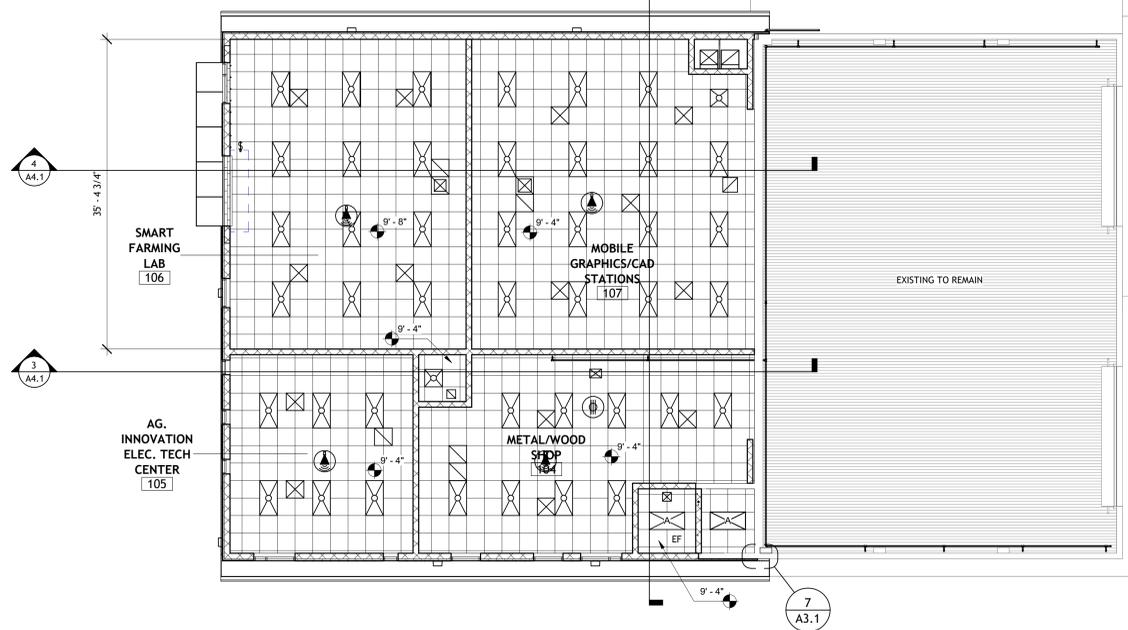 4
A4.1
35' - 4 3/4"
$
9' - 8"
9' - 4"
SMART
FARMING
LAB
106
MOBILE
GRAPHICS/CAD
STATIONS
107
EXISTING TO REMAIN
9' - 4"
3
A4.1
AG.
INNOVATION
ELEC. TECH
CENTER
105
9' - 4"
METAL/WOOD
SHOP
104
9' - 4"
A
A
EF
9' - 4"
7
A3.1